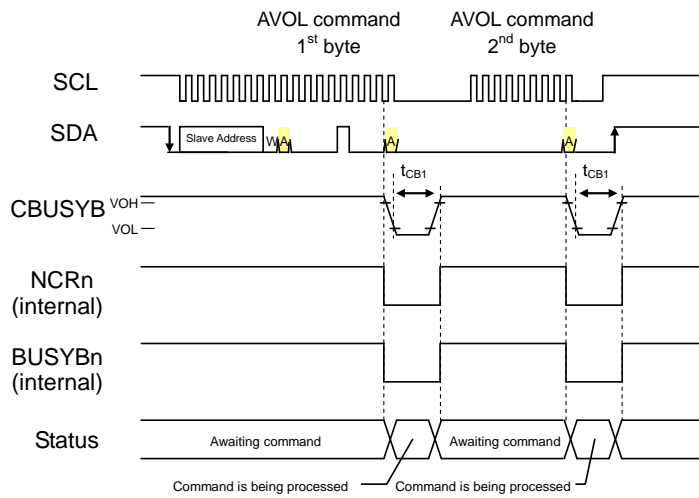 AVOL command
1st byte
AVOL command
2nd byte
SCL
SDA
Slave Address
W
A
A
A
tCB1
tCB1
CBUSYB
VOH
VOL
NCRn
(internal)
BUSYBn
(internal)
Status
Awaiting command
Awaiting command
Command is being processed
Command is being processed